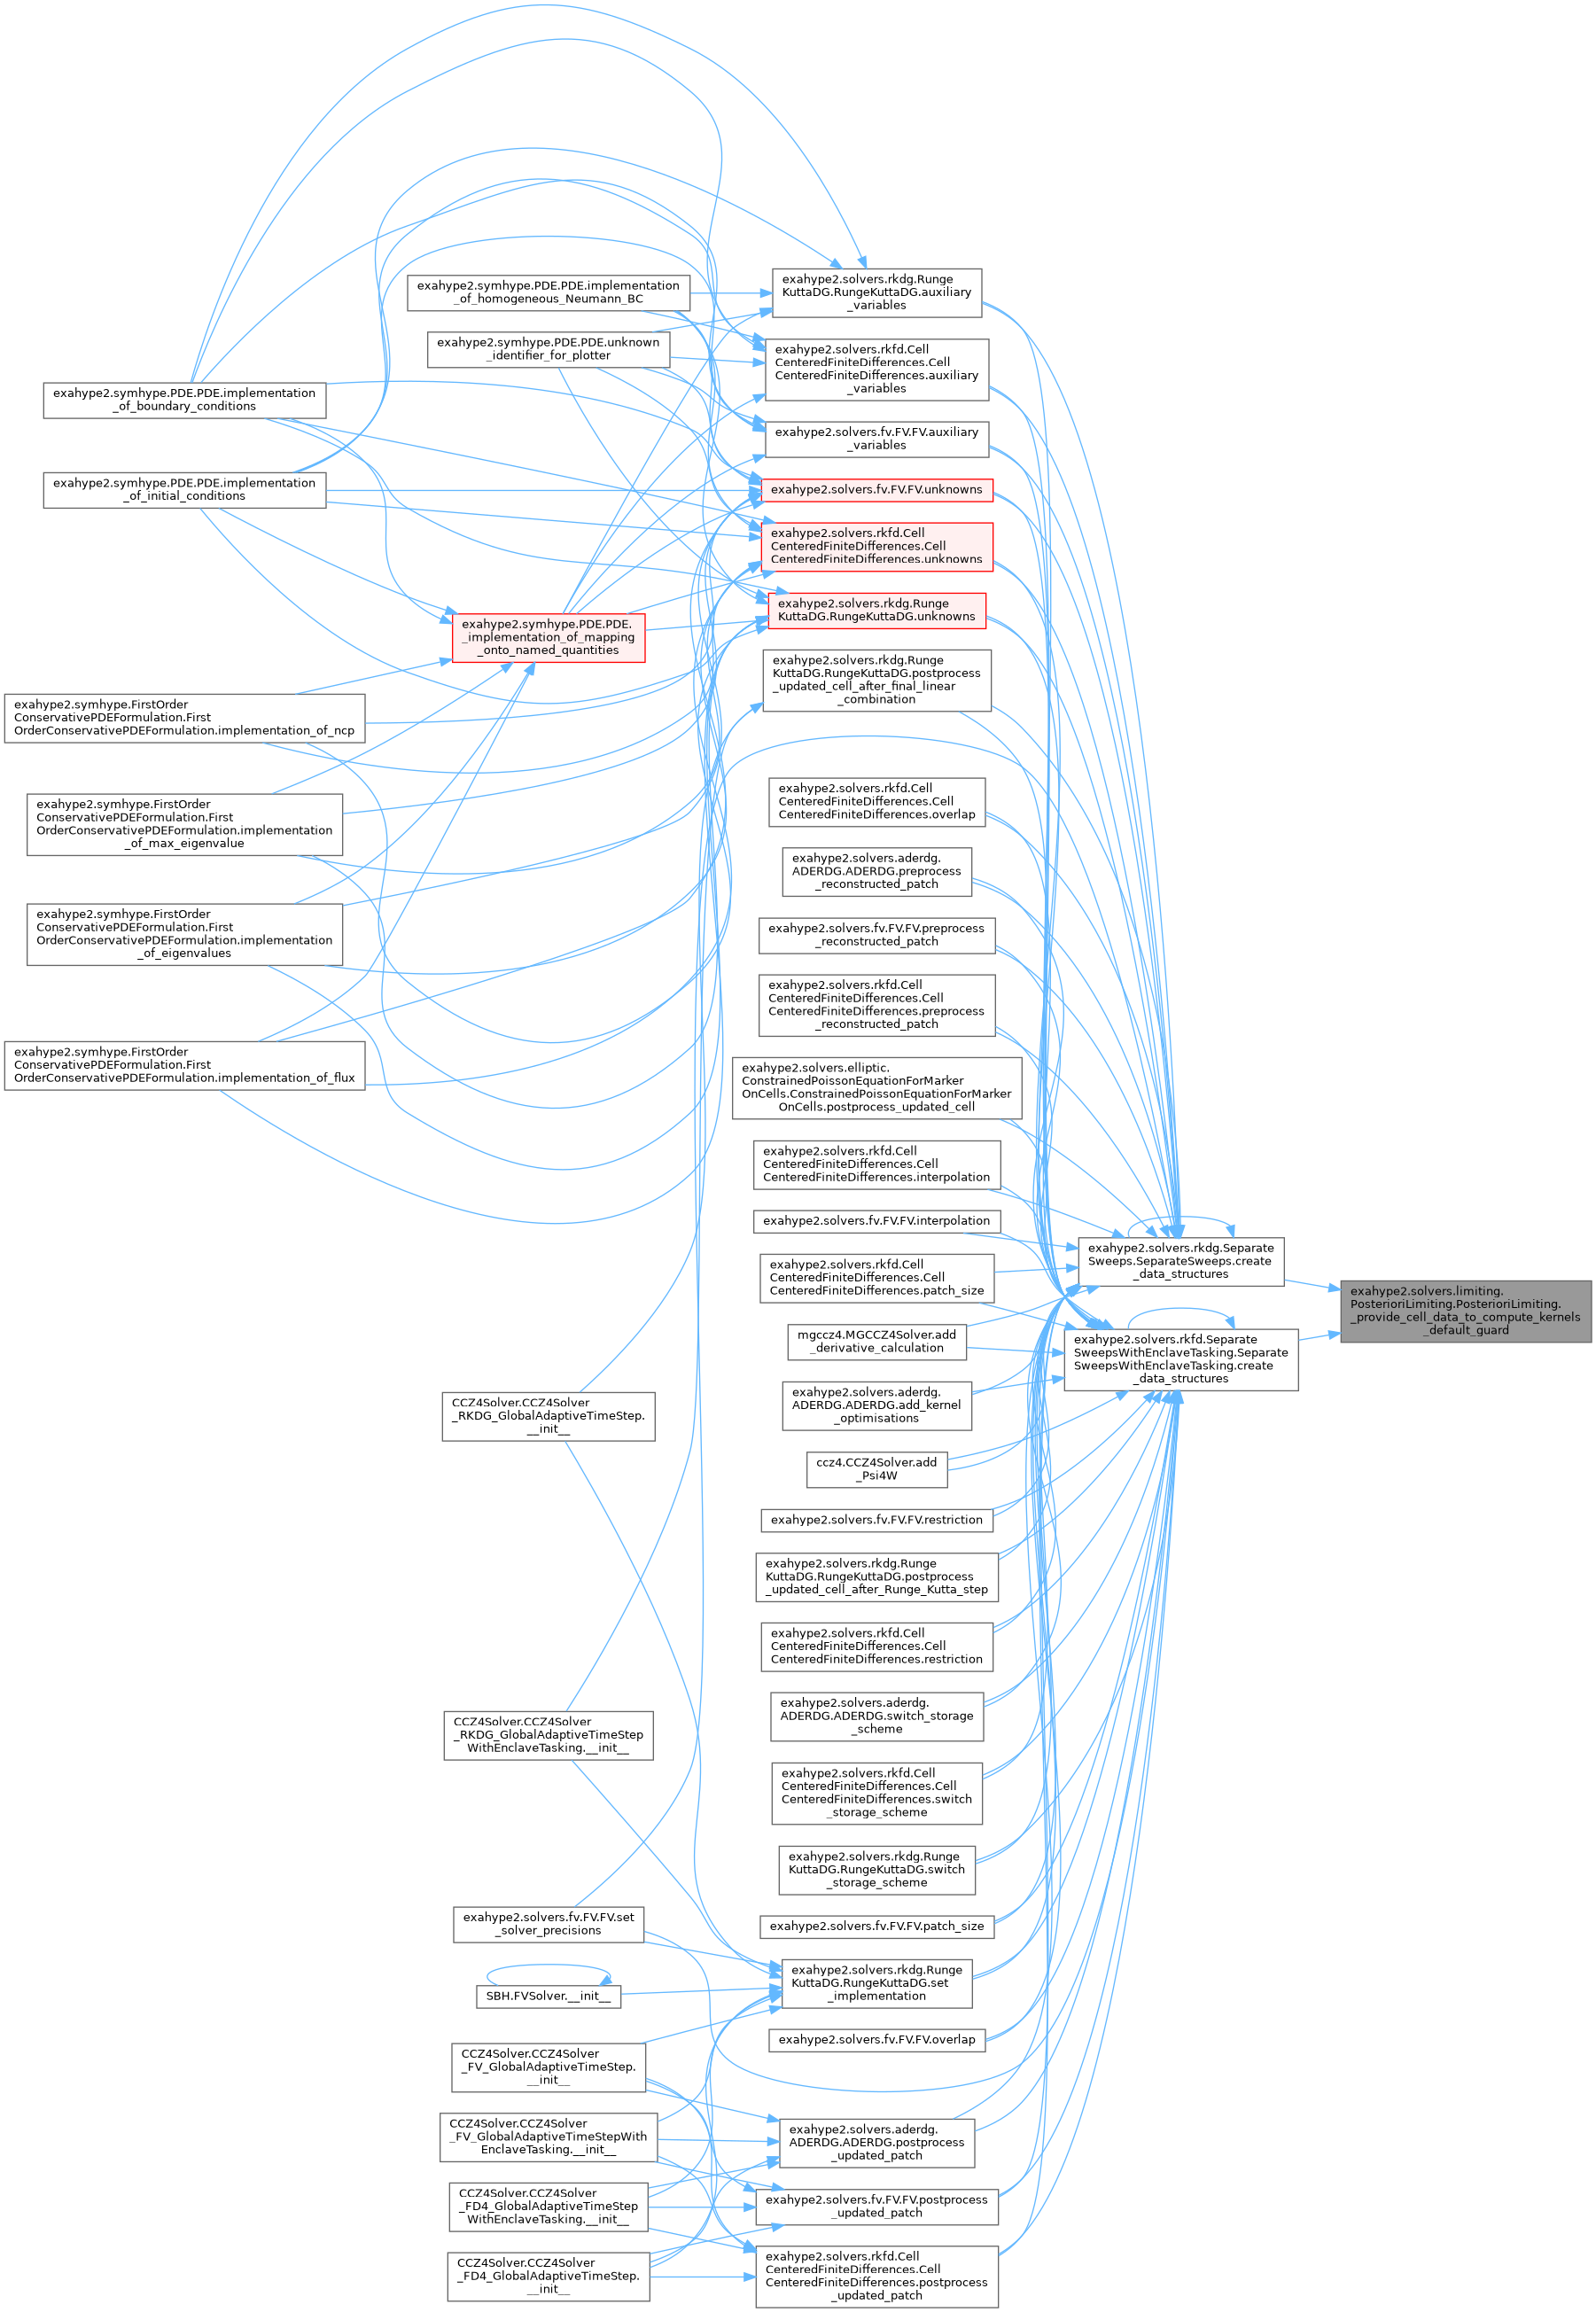 exahype2.solvers.rkdg.Runge
KuttaDG.RungeKuttaDG.auxiliary
_variables
exahype2.symhype.PDE.PDE.implementation
_of_homogeneous_Neumann_BC
exahype2.symhype.PDE.PDE.unknown
_identifier_for_plotter
exahype2.solvers.rkfd.Cell
CenteredFiniteDifferences.Cell
CenteredFiniteDifferences.auxiliary
_variables
exahype2.symhype.PDE.PDE.implementation
_of_boundary_conditions
exahype2.solvers.fv.FV.FV.auxiliary
_variables
exahype2.symhype.PDE.PDE.implementation
_of_initial_conditions
exahype2.solvers.fv.FV.FV.unknowns
exahype2.solvers.rkfd.Cell
CenteredFiniteDifferences.Cell
CenteredFiniteDifferences.unknowns
exahype2.solvers.rkdg.Runge
KuttaDG.RungeKuttaDG.unknowns
exahype2.symhype.PDE.PDE.
_implementation_of_mapping
_onto_named_quantities
exahype2.solvers.rkdg.Runge
KuttaDG.RungeKuttaDG.postprocess
_updated_cell_after_final_linear
_combination
exahype2.symhype.FirstOrder
ConservativePDEFormulation.First
OrderConservativePDEFormulation.implementation_of_ncp
exahype2.solvers.rkfd.Cell
CenteredFiniteDifferences.Cell
CenteredFiniteDifferences.overlap
exahype2.symhype.FirstOrder
ConservativePDEFormulation.First
OrderConservativePDEFormulation.implementation
_of_max_eigenvalue
exahype2.solvers.aderdg.
ADERDG.ADERDG.preprocess
_reconstructed_patch
exahype2.symhype.FirstOrder
ConservativePDEFormulation.First
OrderConservativePDEFormulation.implementation
_of_eigenvalues
exahype2.solvers.fv.FV.FV.preprocess
_reconstructed_patch
exahype2.solvers.rkfd.Cell
CenteredFiniteDifferences.Cell
CenteredFiniteDifferences.preprocess
_reconstructed_patch
exahype2.symhype.FirstOrder
ConservativePDEFormulation.First
OrderConservativePDEFormulation.implementation_of_flux
exahype2.solvers.elliptic.
ConstrainedPoissonEquationForMarker
OnCells.ConstrainedPoissonEquationForMarker
OnCells.postprocess_updated_cell
exahype2.solvers.rkfd.Cell
CenteredFiniteDifferences.Cell
CenteredFiniteDifferences.interpolation
exahype2.solvers.fv.FV.FV.interpolation
exahype2.solvers.rkdg.Separate
Sweeps.SeparateSweeps.create
_data_structures
exahype2.solvers.rkfd.Cell
CenteredFiniteDifferences.Cell
CenteredFiniteDifferences.patch_size
exahype2.solvers.limiting.
PosterioriLimiting.PosterioriLimiting.
_provide_cell_data_to_compute_kernels
_default_guard
mgccz4.MGCCZ4Solver.add
_derivative_calculation
exahype2.solvers.rkfd.Separate
SweepsWithEnclaveTasking.Separate
SweepsWithEnclaveTasking.create
_data_structures
exahype2.solvers.aderdg.
ADERDG.ADERDG.add_kernel
_optimisations
CCZ4Solver.CCZ4Solver
_RKDG_GlobalAdaptiveTimeStep.
__init__
ccz4.CCZ4Solver.add
_Psi4W
exahype2.solvers.fv.FV.FV.restriction
exahype2.solvers.rkdg.Runge
KuttaDG.RungeKuttaDG.postprocess
_updated_cell_after_Runge_Kutta_step
exahype2.solvers.rkfd.Cell
CenteredFiniteDifferences.Cell
CenteredFiniteDifferences.restriction
exahype2.solvers.aderdg.
ADERDG.ADERDG.switch_storage
_scheme
CCZ4Solver.CCZ4Solver
_RKDG_GlobalAdaptiveTimeStep
WithEnclaveTasking.__init__
exahype2.solvers.rkfd.Cell
CenteredFiniteDifferences.Cell
CenteredFiniteDifferences.switch
_storage_scheme
exahype2.solvers.rkdg.Runge
KuttaDG.RungeKuttaDG.switch
_storage_scheme
exahype2.solvers.fv.FV.FV.set
_solver_precisions
exahype2.solvers.fv.FV.FV.patch_size
exahype2.solvers.rkdg.Runge
KuttaDG.RungeKuttaDG.set
_implementation
SBH.FVSolver.__init__
exahype2.solvers.fv.FV.FV.overlap
CCZ4Solver.CCZ4Solver
_FV_GlobalAdaptiveTimeStep.
__init__
CCZ4Solver.CCZ4Solver
_FV_GlobalAdaptiveTimeStepWith
EnclaveTasking.__init__
exahype2.solvers.aderdg.
ADERDG.ADERDG.postprocess
_updated_patch
CCZ4Solver.CCZ4Solver
_FD4_GlobalAdaptiveTimeStep
WithEnclaveTasking.__init__
exahype2.solvers.fv.FV.FV.postprocess
_updated_patch
CCZ4Solver.CCZ4Solver
_FD4_GlobalAdaptiveTimeStep.
__init__
exahype2.solvers.rkfd.Cell
CenteredFiniteDifferences.Cell
CenteredFiniteDifferences.postprocess
_updated_patch